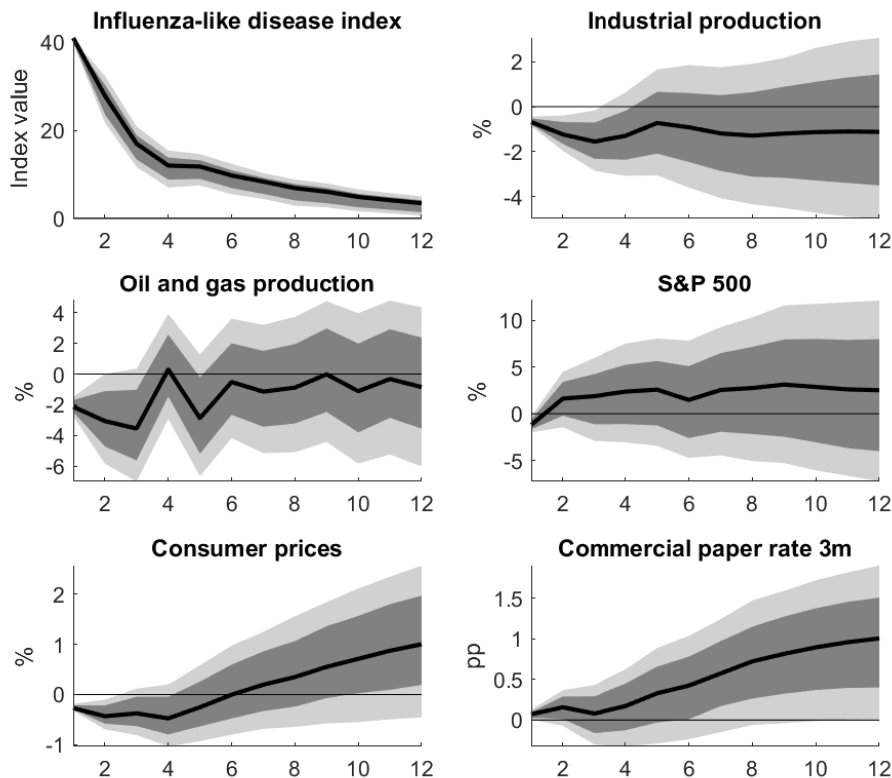 Influenza-like disease index
Index value
40
20
0
2 4 6 8 10 12
Industrial production
%
2
0
-2
-4
2 4 6 8 10 12
Oil and gas production
%
4
2
0
-2
-4
-6
2 4 6 8 10 12
S&P 500
%
10
5
0
-5
2 4 6 8 10 12
Consumer prices
%
2
1
0
-1
2 4 6 8 10 12
Commercial paper rate 3m
pp
1.5
1
0.5
0
2 4 6 8 10 12